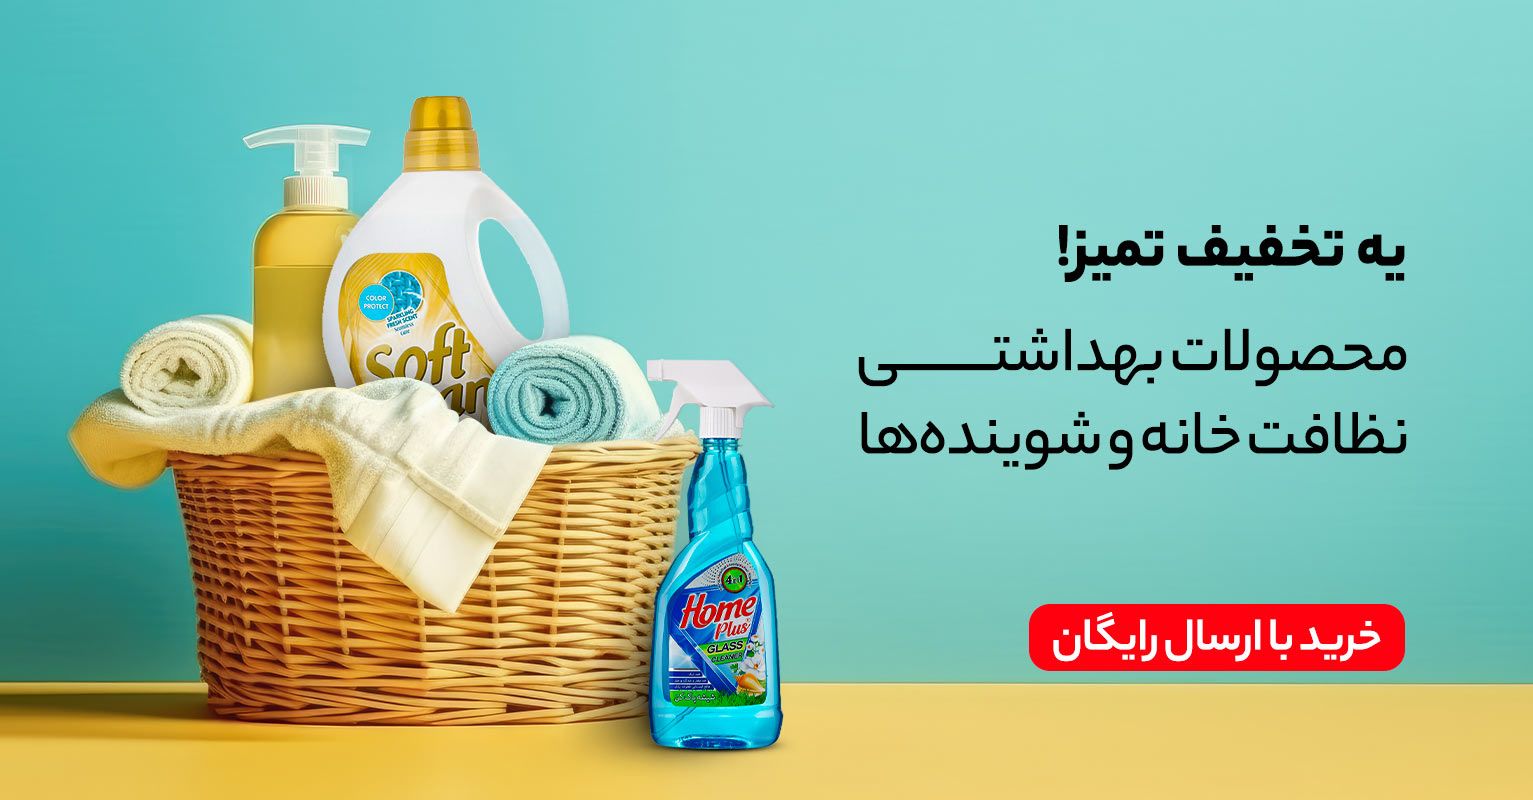 یه تخفیف تمیز!
محصولات بهداشتی
نظافت خانه و شوینده‌ها
خرید با ارسال رایگان
COLOR
PROTECT
SPARKLING
FRESH SCENT
Soft
4in1
Home
Plus
GLASS
CLEANER